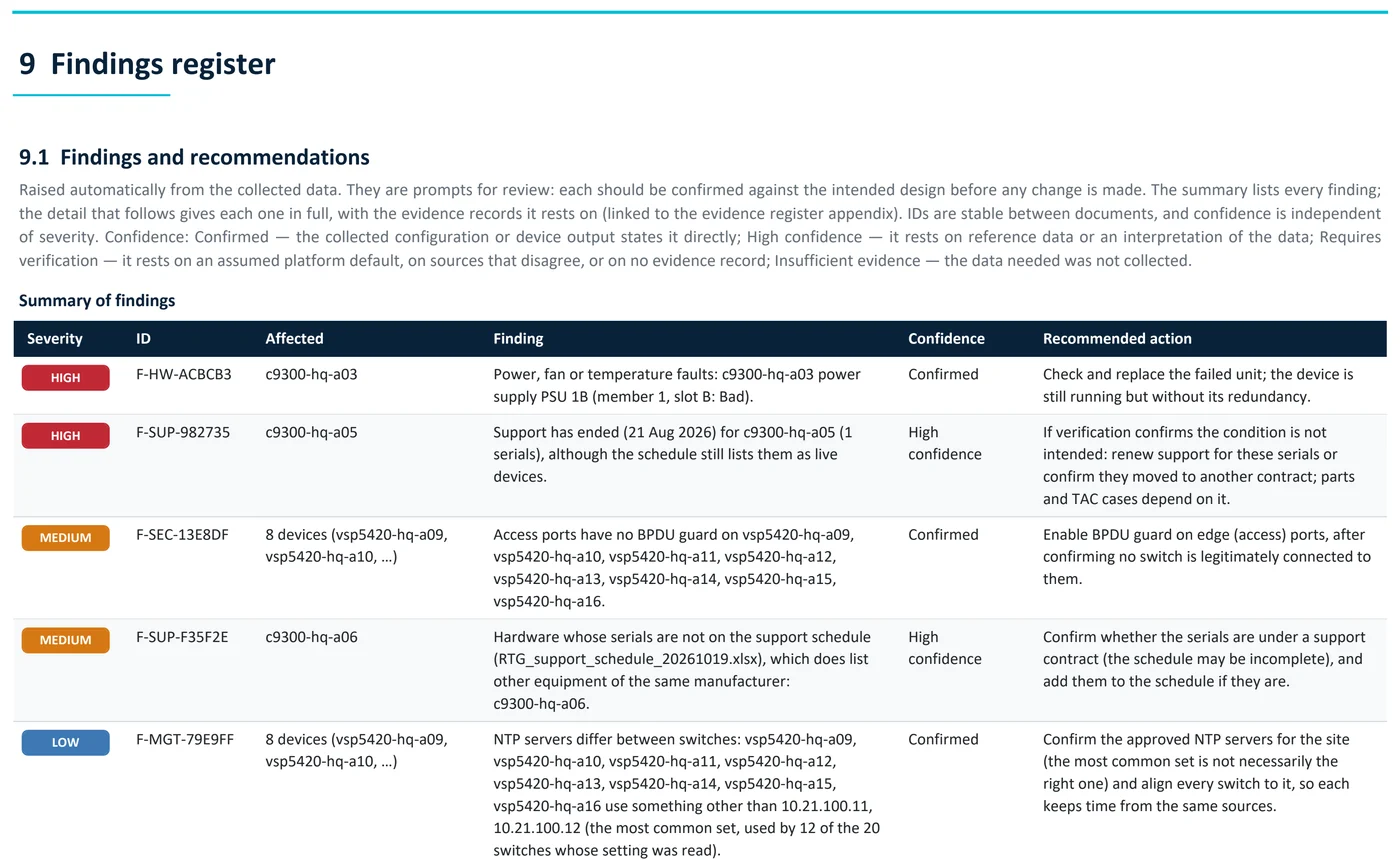 9 Findings register
9.1 Findings and recommendations
Raised automatically from the collected data. They are prompts for review: each should be confirmed against the intended design before any change is made. The summary lists every finding;
the detail that follows gives each one in full, with the evidence records it rests on (linked to the evidence register appendix). IDs are stable between documents, and confidence is independent
of severity. Confidence: Confirmed — the collected configuration or device output states it directly; High confidence — it rests on reference data or an interpretation of the data; Requires
verification — it rests on an assumed platform default, on sources that disagree, or on no evidence record; Insufficient evidence — the data needed was not collected.
Summary of findings
Severity ID Affected Finding Confidence Recommended action
HIGH F-HW-ACBCB3 c9300-hq-a03 Power, fan or temperature faults: c9300-hq-a03 power Confirmed Check and replace the failed unit; the device is
supply PSU 1B (member 1, slot B: Bad). still running but without its redundancy.
HIGH F-SUP-982735 c9300-hq-a05 Support has ended (21 Aug 2026) for c9300-hq-a05 (1 High If verification confirms the condition is not
serials), although the schedule still lists them as live confidence intended: renew support for these serials or
devices. confirm they moved to another contract; parts
and TAC cases depend on it.
MEDIUM F-SEC-13E8DF 8 devices (vsp5420-hq-a09, Access ports have no BPDU guard on vsp5420-hq-a09, Confirmed Enable BPDU guard on edge (access) ports, after
vsp5420-hq-a10, …) vsp5420-hq-a10, vsp5420-hq-a11, vsp5420-hq-a12, confirming no switch is legitimately connected to
vsp5420-hq-a13, vsp5420-hq-a14, vsp5420-hq-a15, them.
vsp5420-hq-a16.
MEDIUM F-SUP-F35F2E c9300-hq-a06 Hardware whose serials are not on the support schedule High Confirm whether the serials are under a support
(RTG_support_schedule_20261019.xlsx), which does list confidence contract (the schedule may be incomplete), and
other equipment of the same manufacturer: add them to the schedule if they are.
c9300-hq-a06.
LOW F-MGT-79E9FF 8 devices (vsp5420-hq-a09, NTP servers differ between switches: vsp5420-hq-a09, Confirmed Confirm the approved NTP servers for the site
vsp5420-hq-a10, …) vsp5420-hq-a10, vsp5420-hq-a11, vsp5420-hq-a12, (the most common set is not necessarily the
vsp5420-hq-a13, vsp5420-hq-a14, vsp5420-hq-a15, right one) and align every switch to it, so each
vsp5420-hq-a16 use something other than 10.21.100.11, keeps time from the same sources.
10.21.100.12 (the most common set, used by 12 of the 20
switches whose setting was read).